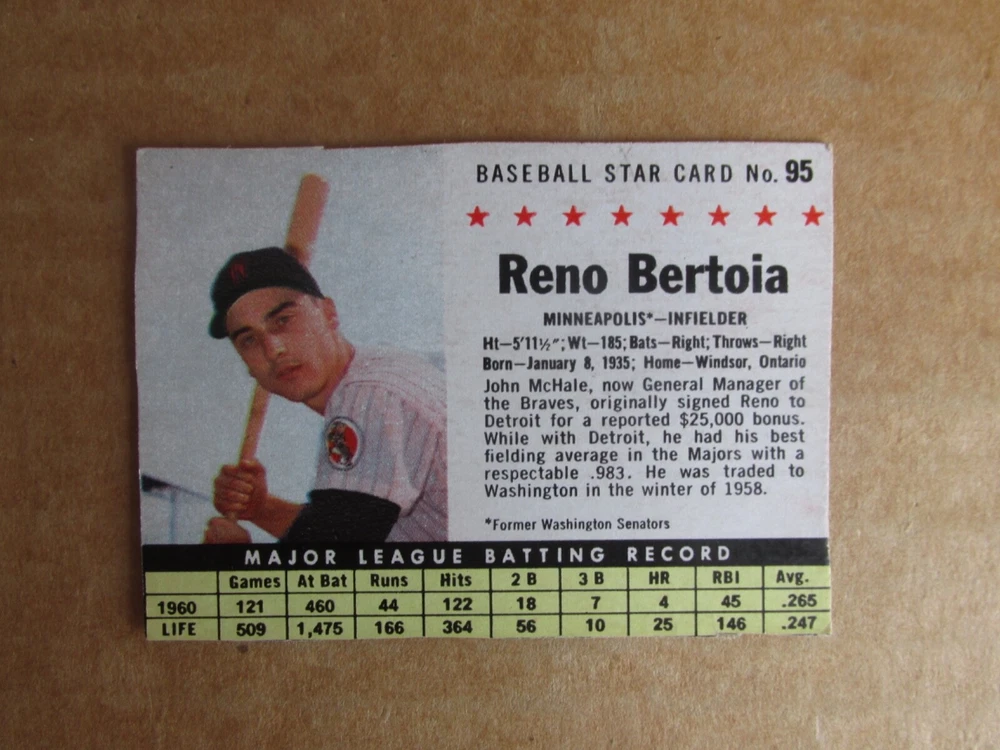 BASEBALL STAR CARD No. 95
Reno Bertoia
MINNEAPOLIS*—INFIELDER
Ht—5'11½"; Wt—185; Bats—Right; Throws—Right
Born—January 8, 1935; Home—Windsor, Ontario
John McHale, now General Manager of
the Braves, originally signed Reno to
Detroit for a reported $25,000 bonus.
While with Detroit, he had his best
fielding average in the Majors with a
respectable .983. He was traded to
Washington in the winter of 1958.
*Former Washington Senators
MAJOR LEAGUE BATTING RECORD
Games At Bat Runs Hits 2 B 3 B HR RBI Avg.
1960 121 460 44 122 18 7 4 45 .265
LIFE 509 1,475 166 364 56 10 25 146 .247